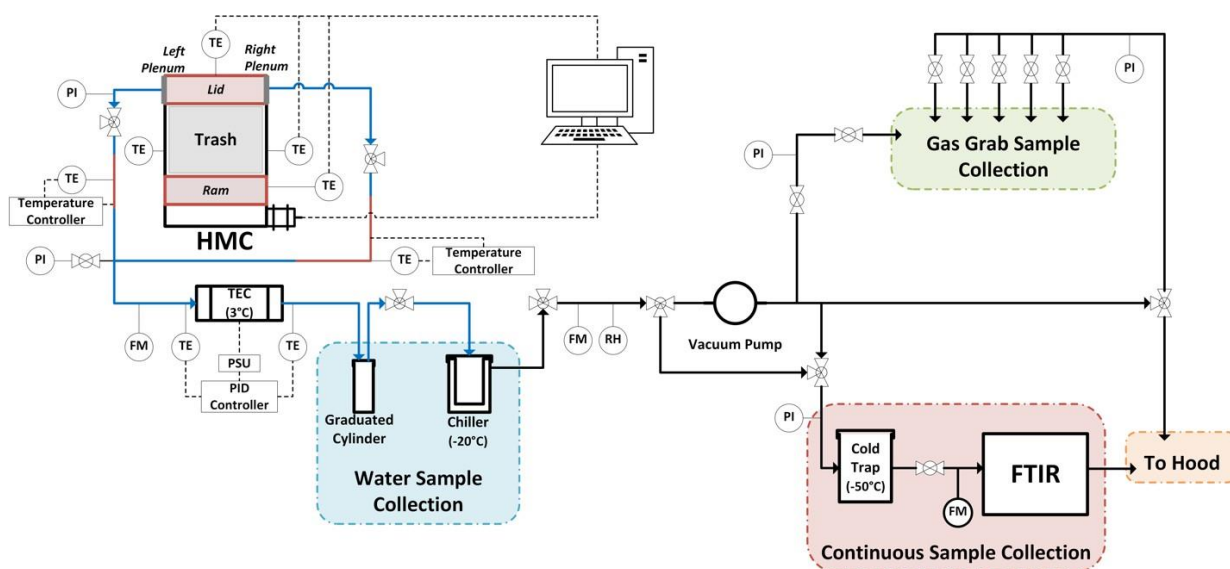 TE
Left
Plenum
Right
Plenum
PI
Lid
Trash
TE
TE
TE
Ram
TE
Temperature
Controller
HMC
PI
TE
Temperature
Controller
TEC
(3°C)
FM
TE
TE
PSU
PID
Controller
Graduated
Cylinder
Chiller
(-20°C)
Water Sample
Collection
FM
RH
Vacuum Pump
PI
PI
Gas Grab Sample
Collection
PI
Cold
Trap
(-50°C)
FM
FTIR
To Hood
Continuous Sample Collection